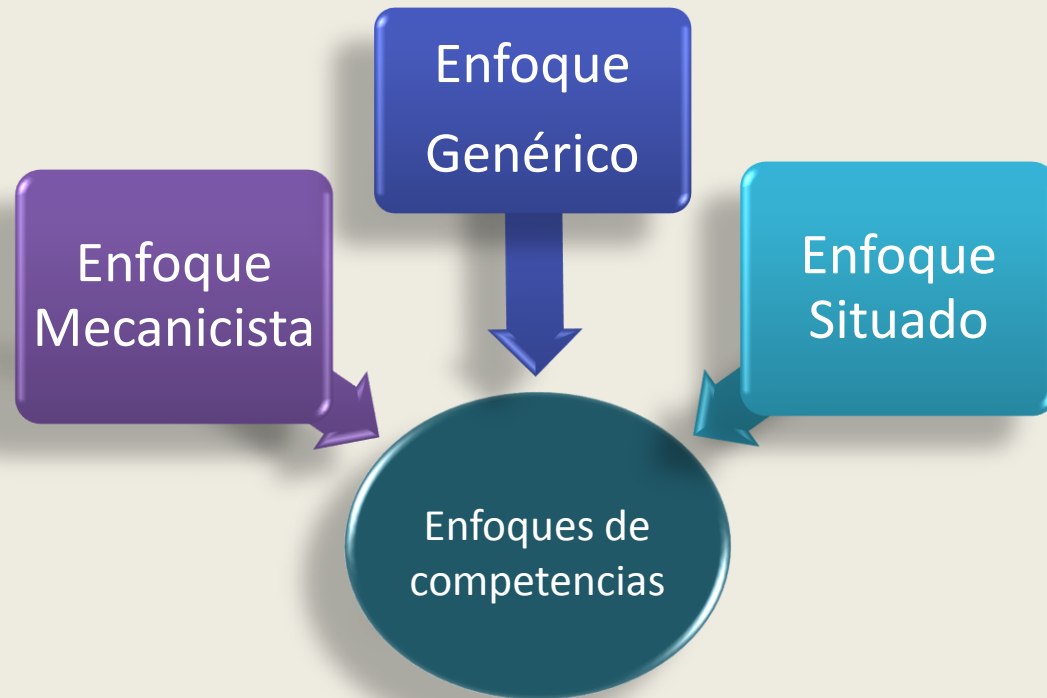 Enfoque
Genérico
Enfoque
Mecanicista
Enfoque
Situado
Enfoques de
competencias